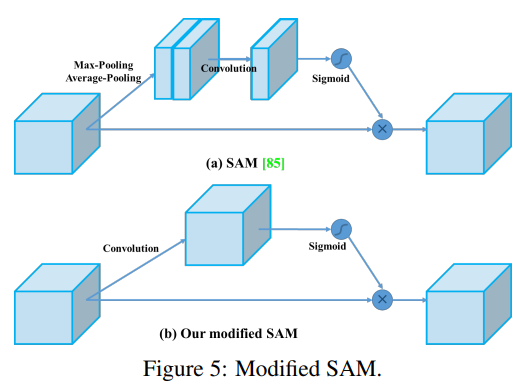 Max-Pooling
Average-Pooling
Convolution
Sigmoid
×
(a) SAM [85]
Convolution
Sigmoid
×
(b) Our modified SAM
Figure 5: Modified SAM.